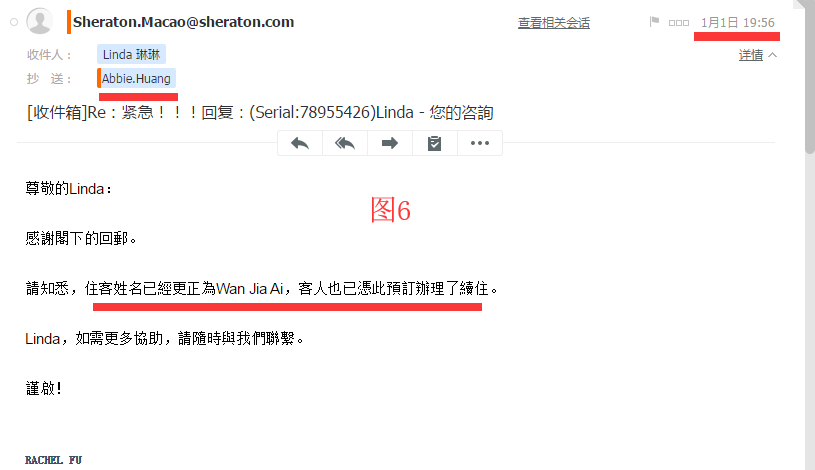 Sheraton.Macao@sheraton.com
查看相关会话
1月1日 19:56
收件人： Linda 琳琳
详情
抄 送： Abbie.Huang
[收件箱]Re：紧急！！！回复：(Serial:78955426)Linda - 您的咨詢
尊敬的Linda：
图6
感謝閣下的回郵。
請知悉，住客姓名已經更正為Wan Jia Ai，客人也已憑此預訂辦理了續住。
Linda，如需更多協助，請隨時與我們聯繫。
謹啟！
RACHEL FU